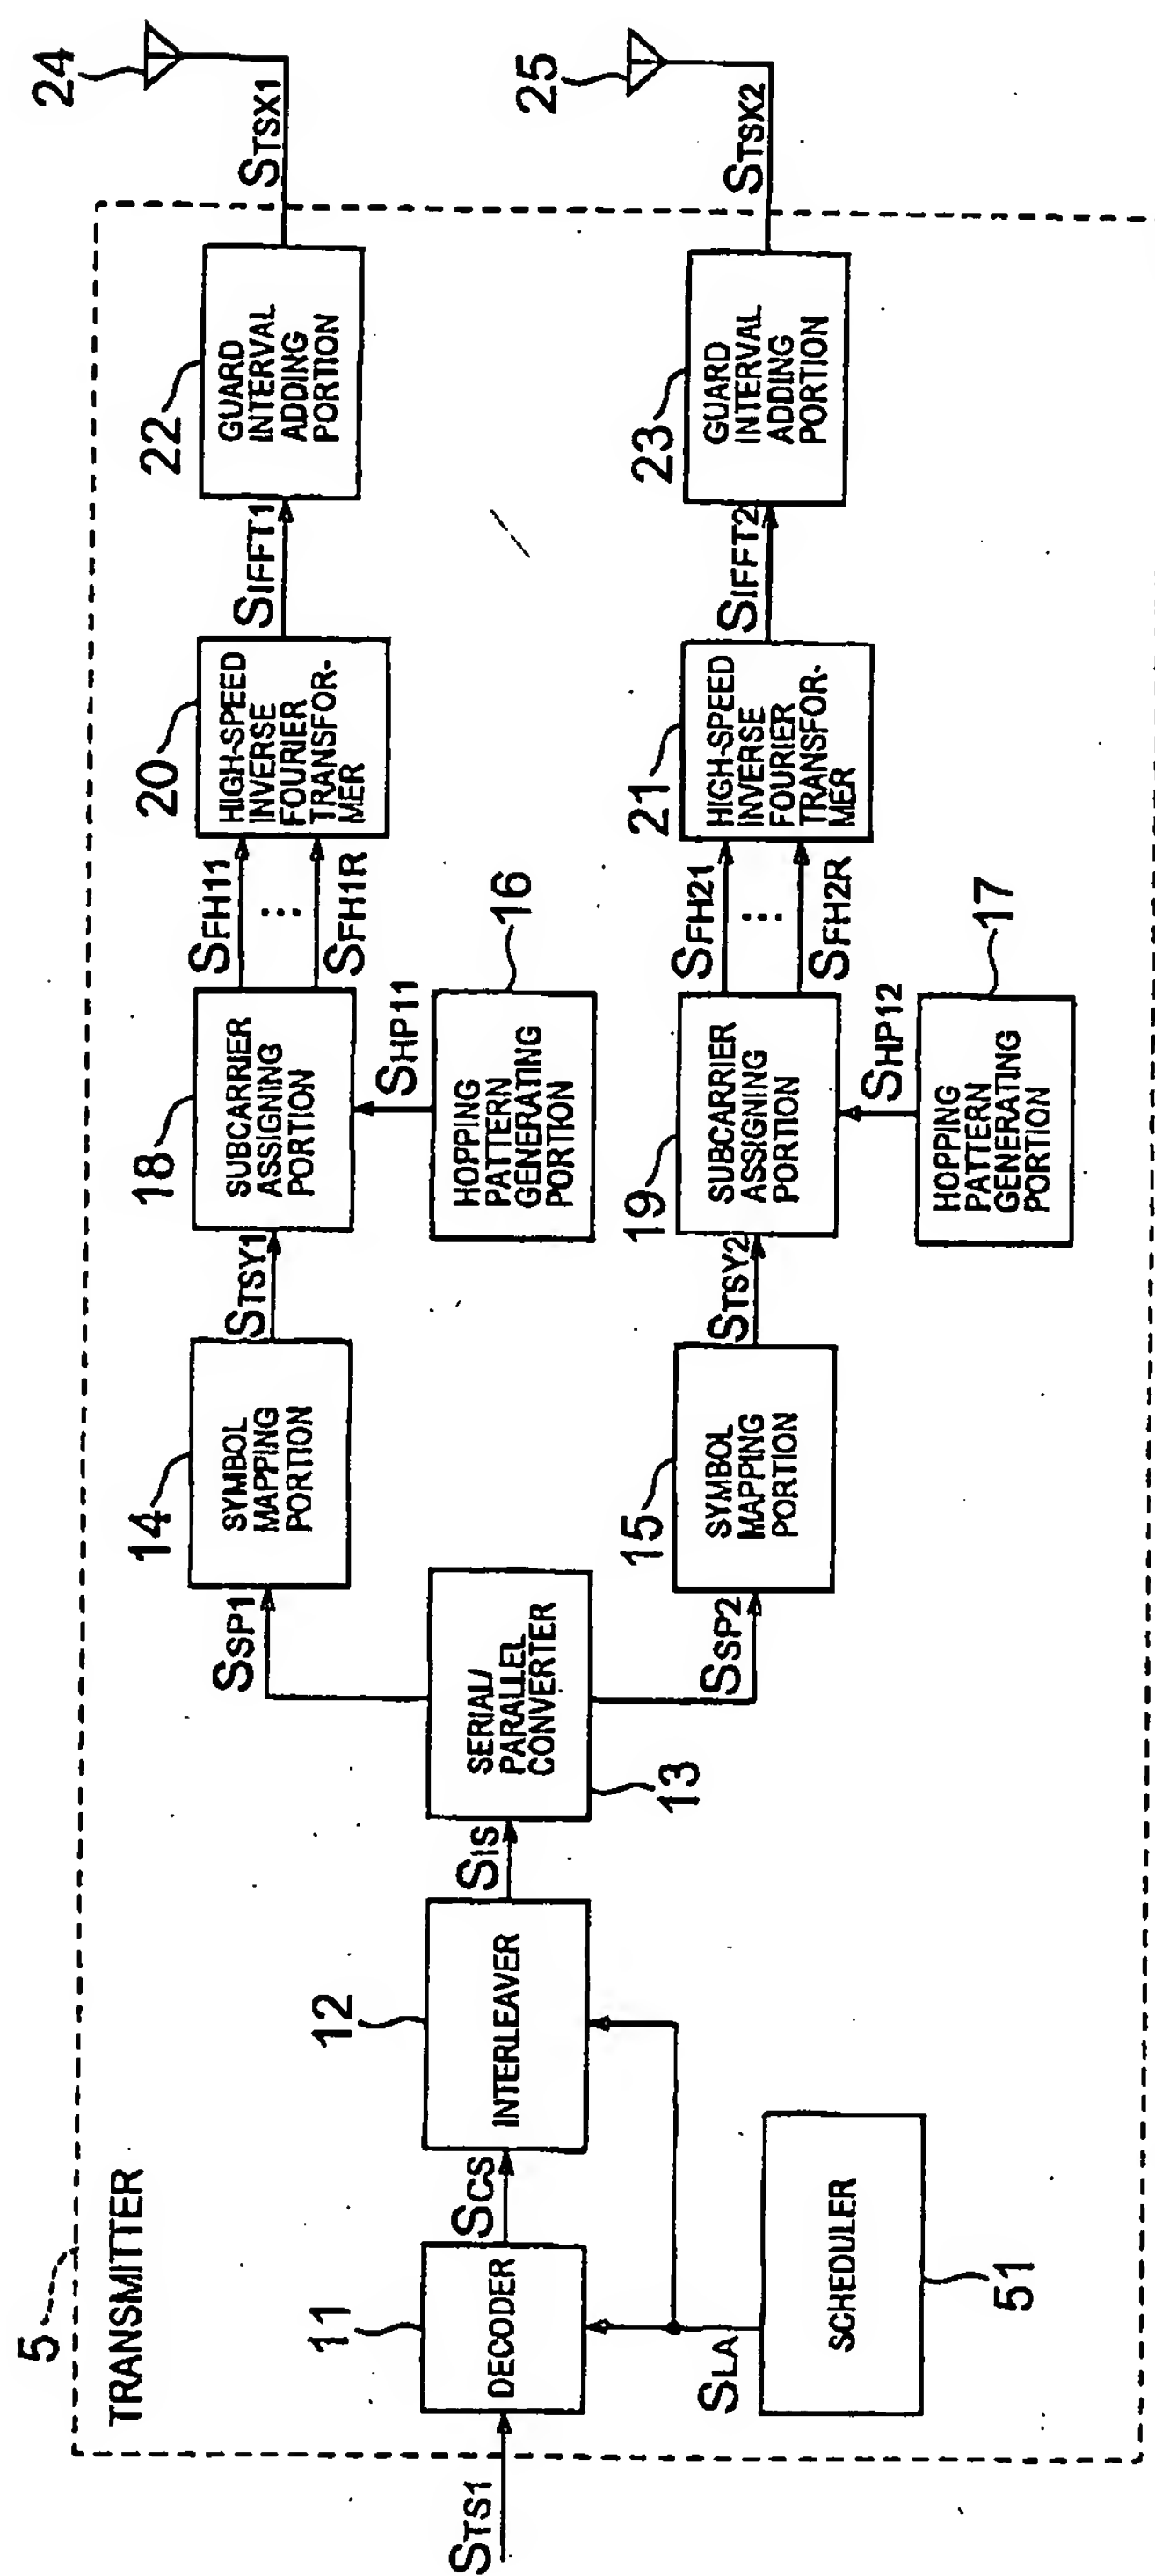 5
TRANSMITTER
STS1
11
DECODER
SCS
12
INTERLEAVER
SIS
SERIAL/
PARALLEL
CONVERTER
13
SLA
SCHEDULER
51
SSP1
14
SYMBOL
MAPPING
PORTION
STSY1
18
SUBCARRIER
ASSIGNING
PORTION
SHP11
HOPPING
PATTERN
GENERATING
PORTION
16
SFH11
SFH1R
20
HIGH-SPEED
INVERSE
FOURIER
TRANSFOR-
MER
SIFFT1
22
GUARD
INTERVAL
ADDING
PORTION
STSX1
24
SSP2
15
SYMBOL
MAPPING
PORTION
STSY2
19
SUBCARRIER
ASSIGNING
PORTION
SHP12
HOPPING
PATTERN
GENERATING
PORTION
17
SFH21
SFH2R
21
HIGH-SPEED
INVERSE
FOURIER
TRANSFOR-
MER
SIFFT2
23
GUARD
INTERVAL
ADDING
PORTION
STSX2
25